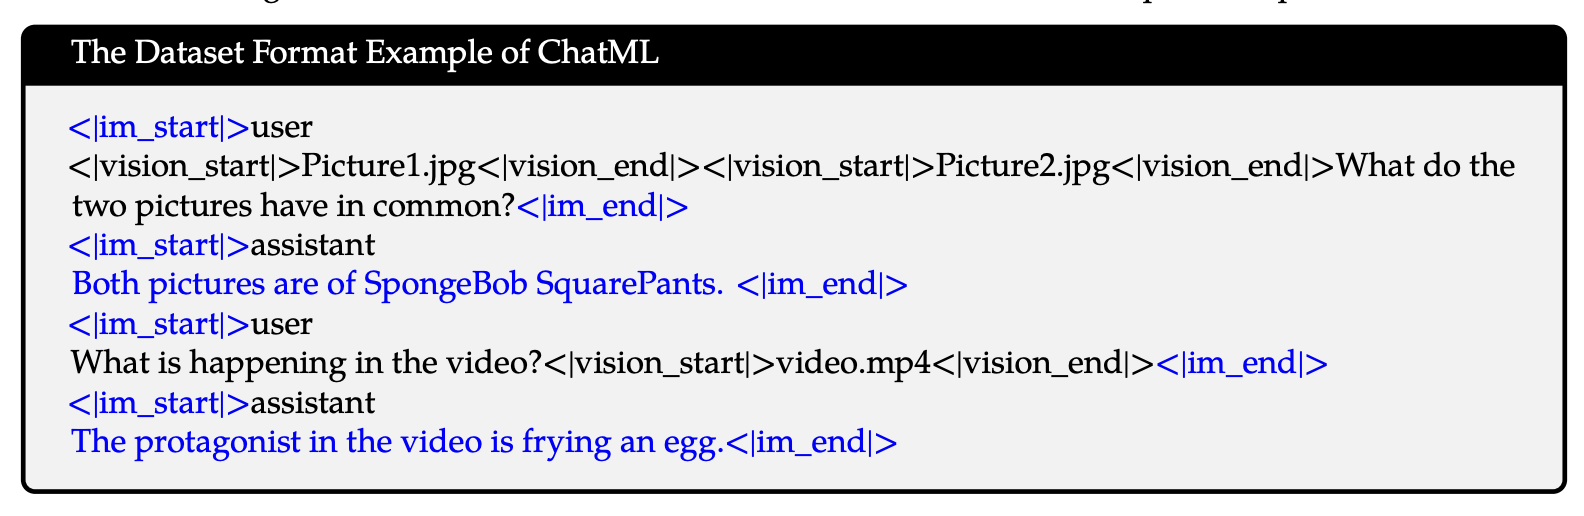 The Dataset Format Example of ChatML
<|im_start|>user
<|vision_start|>Picture1.jpg<|vision_end|><|vision_start|>Picture2.jpg<|vision_end|>What do the
two pictures have in common?<|im_end|>
<|im_start|>assistant
Both pictures are of SpongeBob SquarePants. <|im_end|>
<|im_start|>user
What is happening in the video?<|vision_start|>video.mp4<|vision_end|><|im_end|>
<|im_start|>assistant
The protagonist in the video is frying an egg.<|im_end|>